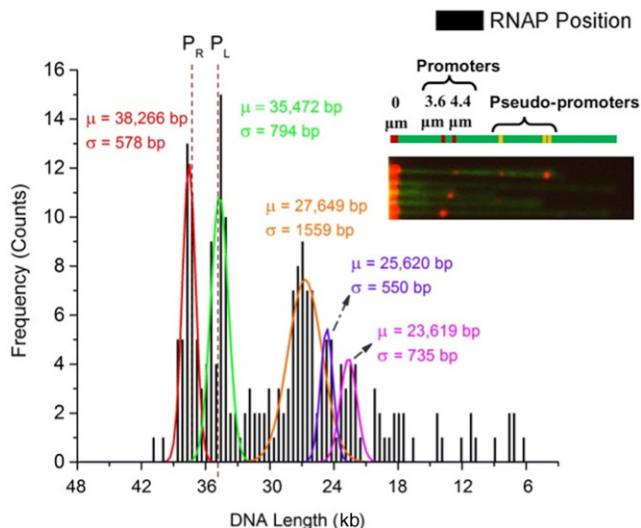 RNAP Position
P_R P_L
Promoters
0 3.6 4.4
µm µm µm
Pseudo-promoters
µ = 38,266 bp
σ = 578 bp
µ = 35,472 bp
σ = 794 bp
µ = 27,649 bp
σ = 1559 bp
µ = 25,620 bp
σ = 550 bp
µ = 23,619 bp
σ = 735 bp
Frequency (Counts)
16
14
12
10
8
6
4
2
0
48 42 36 30 24 18 12 6
DNA Length (kb)